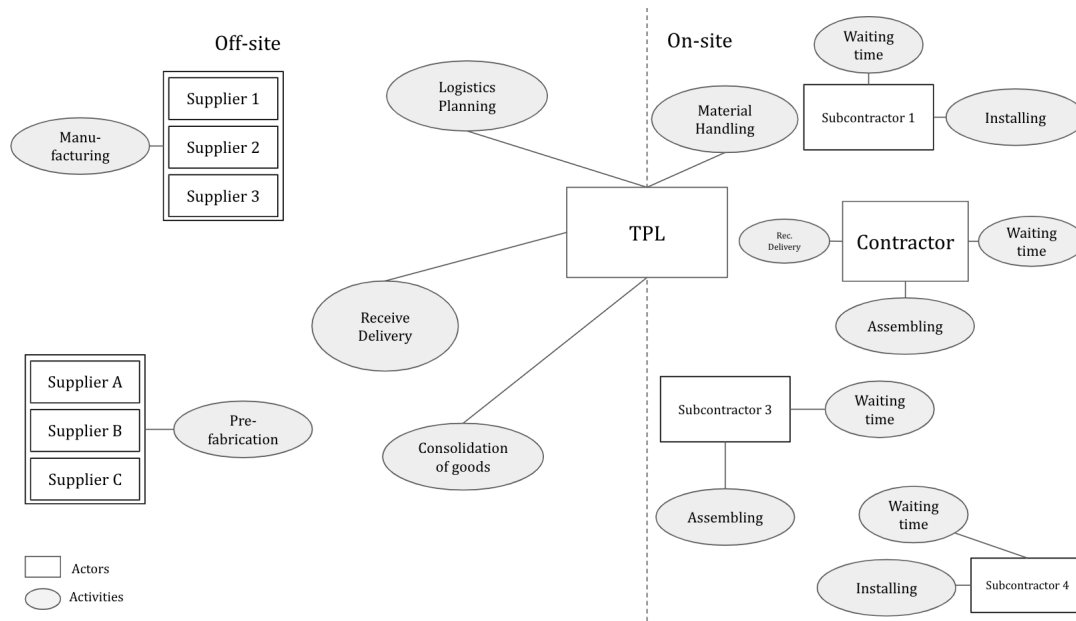 Off-site
On-site
Supplier 1
Supplier 2
Supplier 3
Manu-
facturing
Logistics
Planning
Material
Handling
Waiting
time
Subcontractor 1
Installing
TPL
Rec.
Delivery
Contractor
Waiting
time
Assembling
Receive
Delivery
Supplier A
Supplier B
Supplier C
Pre-
fabrication
Consolidation
of goods
Subcontractor 3
Waiting
time
Assembling
Waiting
time
Installing
Subcontractor 4
Actors
Activities